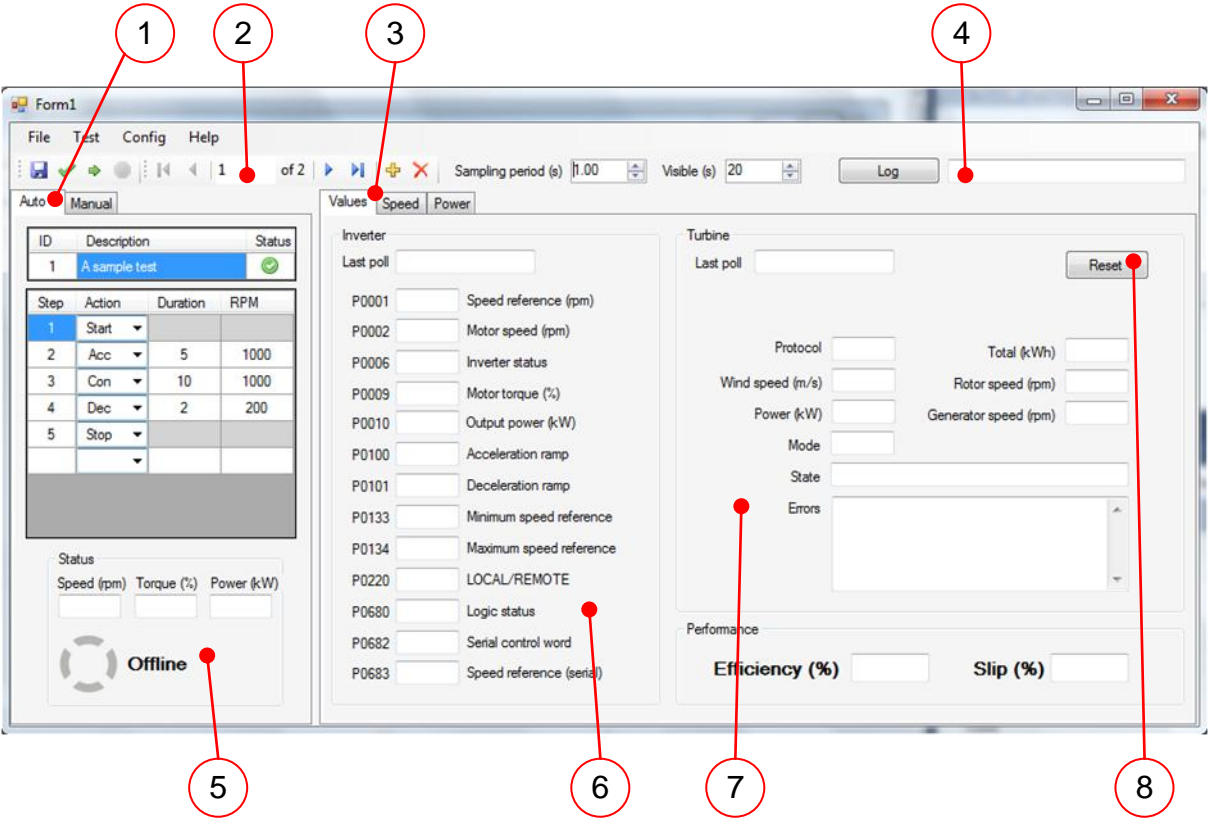 1 2 3 4
Form1
File Test Config Help
1 of 2 Sampling period (s) 1.00 Visible (s) 20 Log
Auto Manual
Values Speed Power
ID Description Status
1 A sample test
Step Action Duration RPM
1 Start
2 Acc 5 1000
3 Con 10 1000
4 Dec 2 200
5 Stop
Status
Speed (rpm) Torque (%) Power (kW)
Offline
Inverter
Last poll
P0001 Speed reference (rpm)
P0002 Motor speed (rpm)
P0006 Inverter status
P0009 Motor torque (%)
P0010 Output power (kW)
P0100 Acceleration ramp
P0101 Deceleration ramp
P0133 Minimum speed reference
P0134 Maximum speed reference
P0220 LOCAL/REMOTE
P0680 Logic status
P0682 Serial control word
P0683 Speed reference (serial)
Turbine
Last poll Reset
Protocol Total (kWh)
Wind speed (m/s) Rotor speed (rpm)
Power (kW) Generator speed (rpm)
Mode
State
Errors
Performance
Efficiency (%) Slip (%)
5 6 7 8